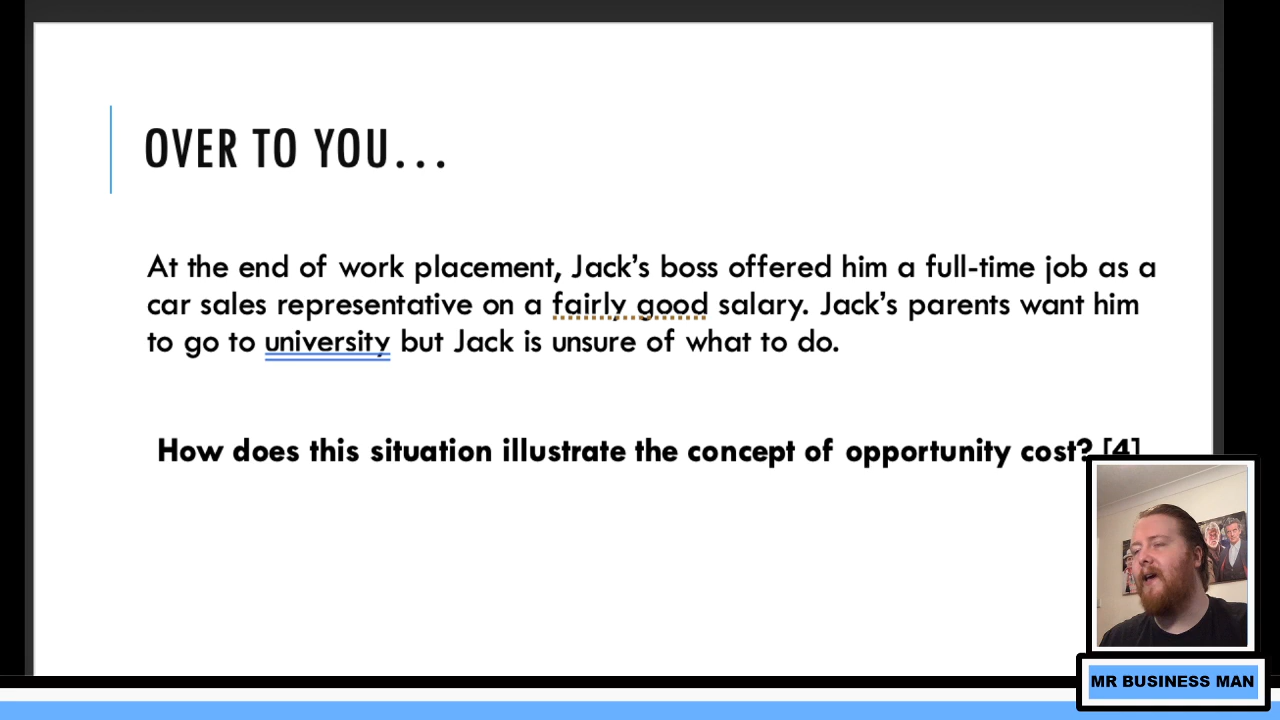 OVER TO YOU...
At the end of work placement, Jack's boss offered him a full-time job as a
car sales representative on a fairly good salary. Jack's parents want him
to go to university but Jack is unsure of what to do.
How does this situation illustrate the concept of opportunity cost? [4]
MR BUSINESS MAN